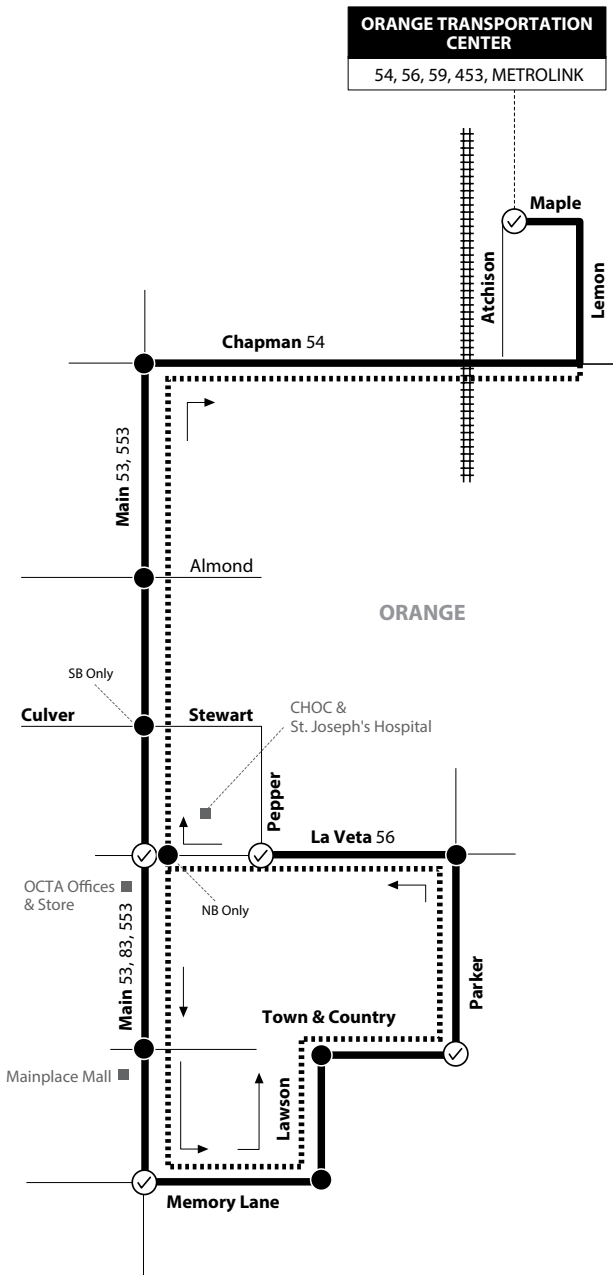 ORANGE TRANSPORTATION
CENTER
54, 56, 59, 453, METROLINK
Maple
Atchison
Lemon
Chapman 54
Main 53, 553
Almond
ORANGE
SB Only
Culver
Stewart
CHOC &
St. Joseph's Hospital
Pepper
La Veta 56
OCTA Offices
& Store
NB Only
Main 53, 83, 553
Parker
Town & Country
Mainplace Mall
Lawson
Memory Lane